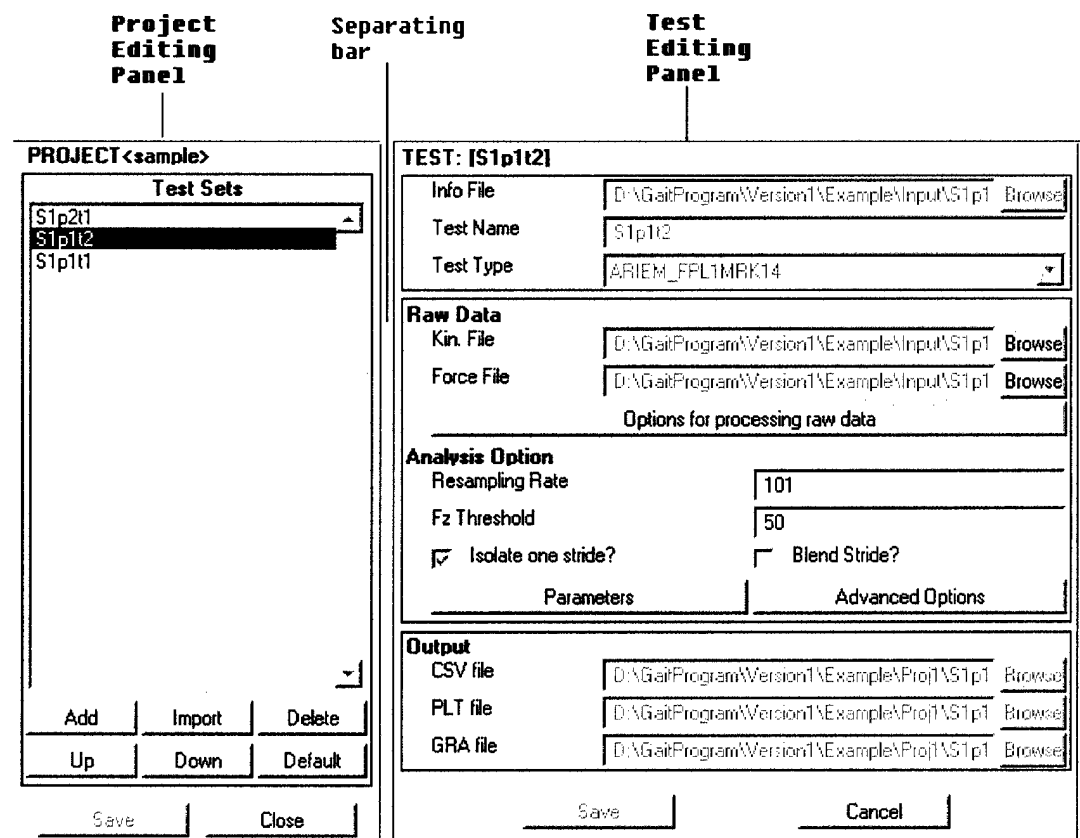 Project
Editing
Panel
Separating
bar
Test
Editing
Panel
PROJECT<sample>
Test Sets
S1p2t1
S1p1t2
S1p1t1
Add Import Delete
Up Down Default
Save Close
TEST: [S1p1t2]
Info File D:\GaitProgram\Version1\Example\Input\S1p1 Browse
Test Name S1p1t2
Test Type ARIEM_FPL1MRK14
Raw Data
Kin. File D:\GaitProgram\Version1\Example\Input\S1p1 Browse
Force File D:\GaitProgram\Version1\Example\Input\S1p1 Browse
Options for processing raw data
Analysis Option
Resampling Rate 101
Fz Threshold 50
Isolate one stride? Blend Stride?
Parameters Advanced Options
Output
CSV file D:\GaitProgram\Version1\Example\Proj1\S1p1 Browse
PLT file D:\GaitProgram\Version1\Example\Proj1\S1p1 Browse
GRA file D:\GaitProgram\Version1\Example\Proj1\S1p1 Browse
Save Cancel